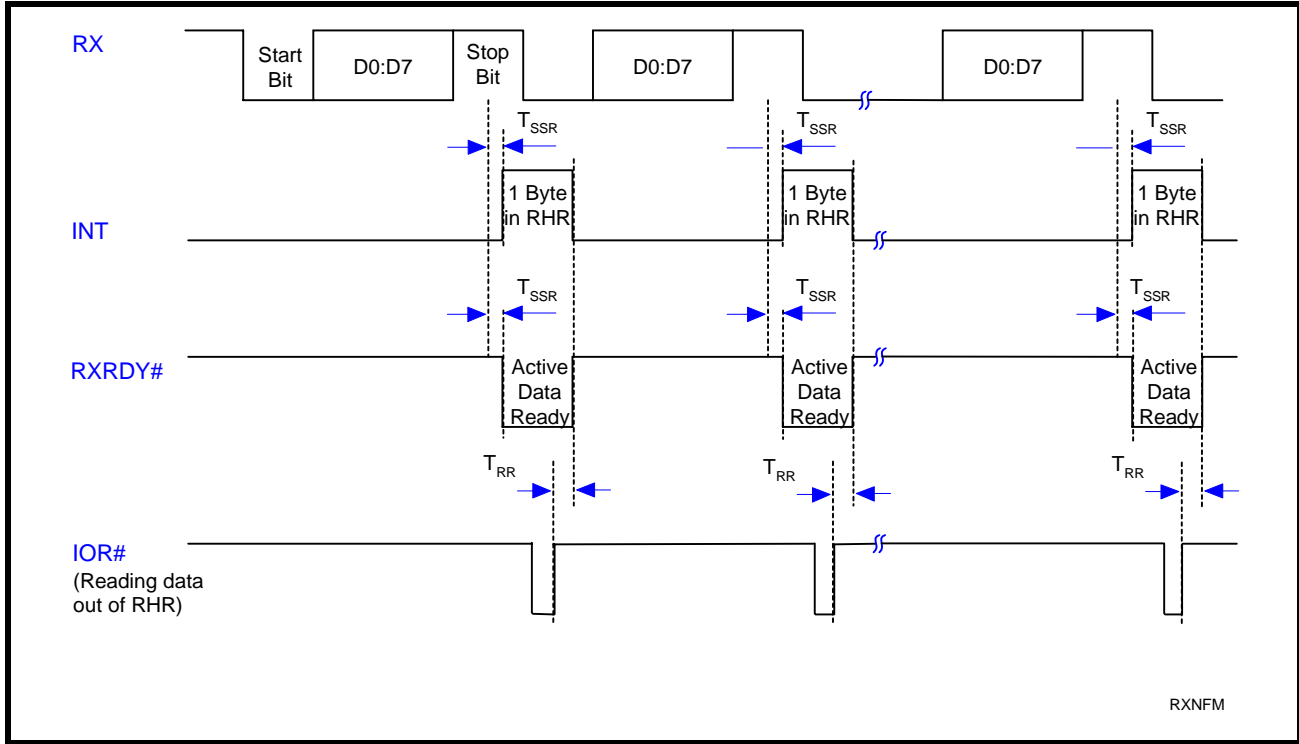 RX
Start
Bit
D0:D7
Stop
Bit
D0:D7
D0:D7
TSSR
TSSR
TSSR
INT
1 Byte
in RHR
1 Byte
in RHR
1 Byte
in RHR
TSSR
TSSR
TSSR
RXRDY#
Active
Data
Ready
Active
Data
Ready
Active
Data
Ready
TRR
TRR
TRR
IOR#
(Reading data
out of RHR)
RXNFM